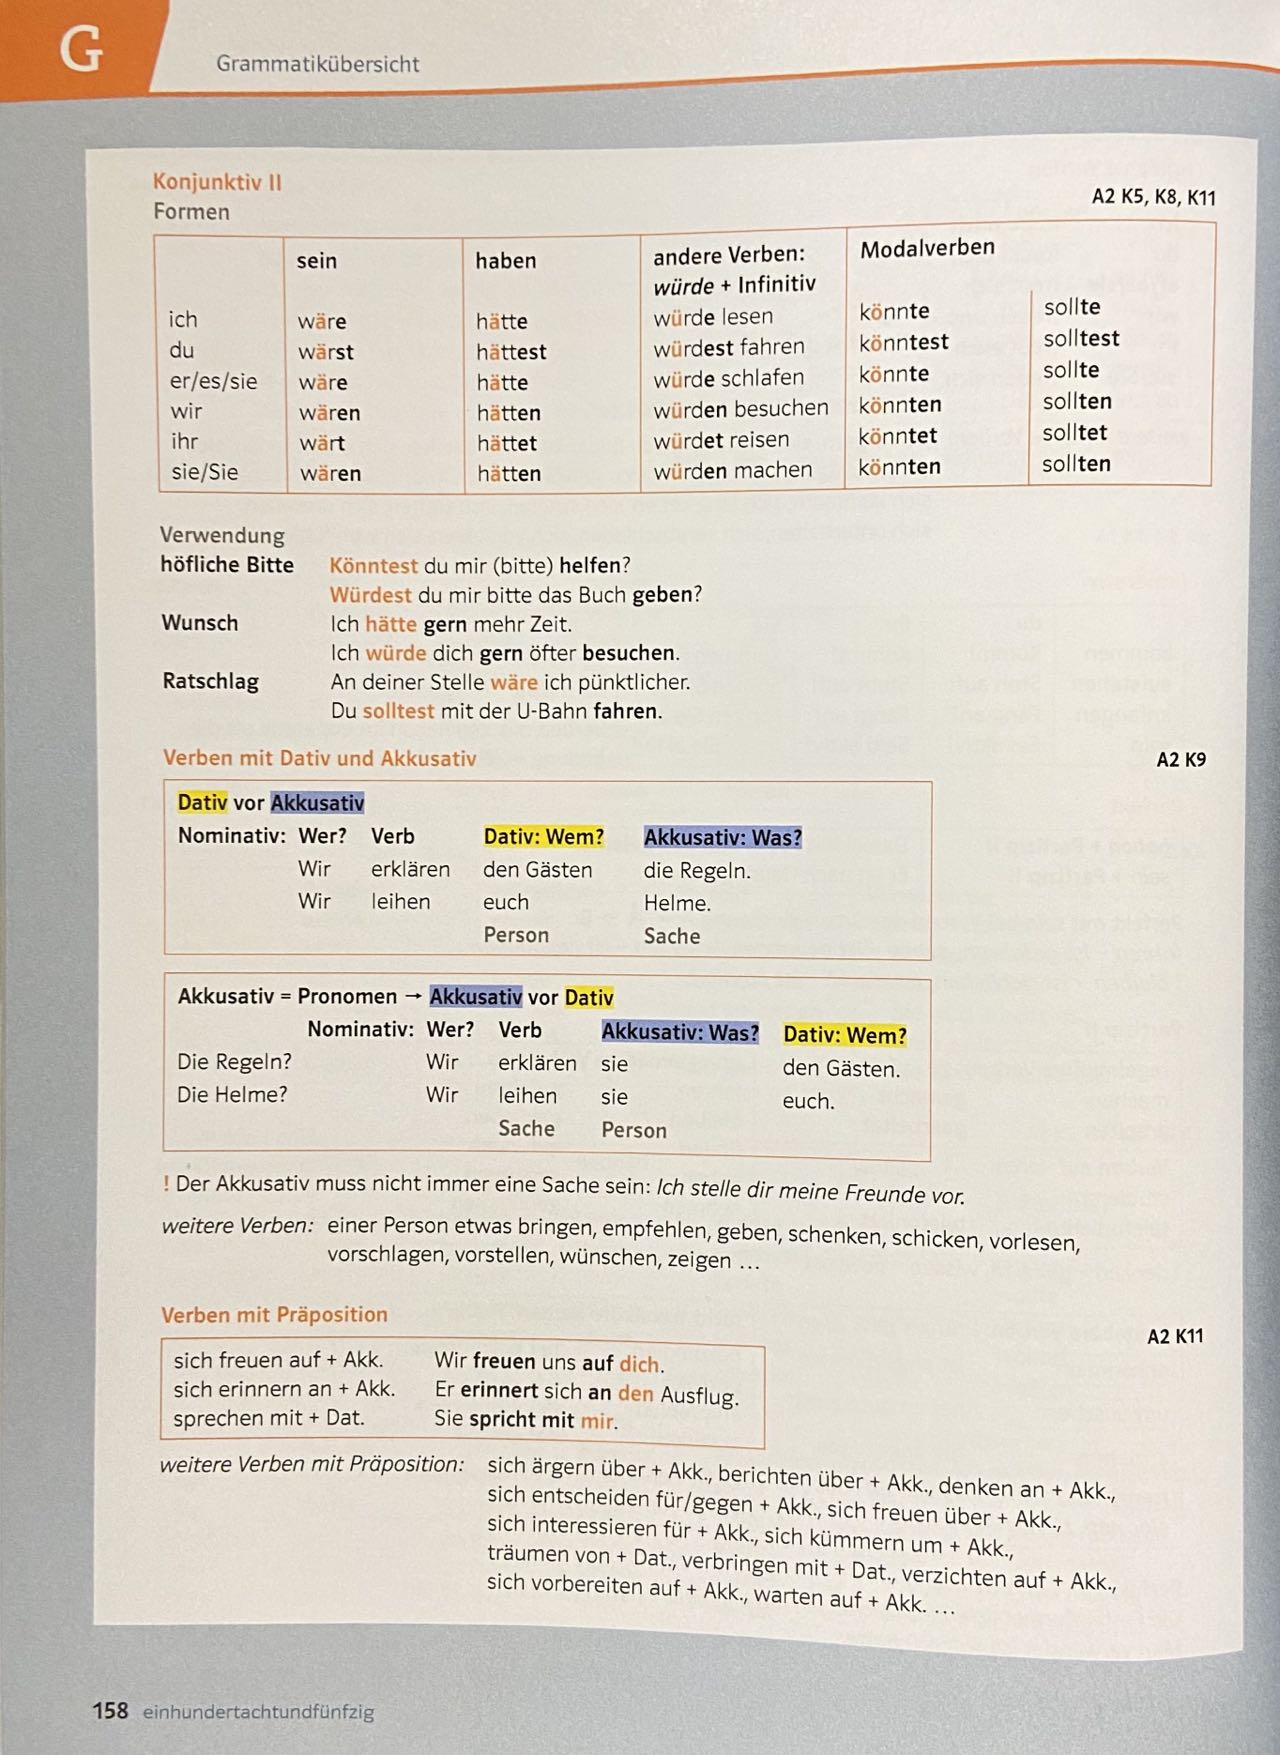 G
Grammatikübersicht
Konjunktiv II
Formen
A2 K5, K8, K11
sein haben andere Verben: Modalverben
würde + Infinitiv
ich wäre hätte würde lesen könnte sollte
du wärst hättest würdest fahren könntest solltest
er/es/sie wäre hätte würde schlafen könnte sollte
wir wären hätten würden besuchen könnten sollten
ihr wärt hättet würdet reisen könntet solltet
sie/Sie wären hätten würden machen könnten sollten
Verwendung
höfliche Bitte Könntest du mir (bitte) helfen?
Würdest du mir bitte das Buch geben?
Wunsch Ich hätte gern mehr Zeit.
Ich würde dich gern öfter besuchen.
Ratschlag An deiner Stelle wäre ich pünktlicher.
Du solltest mit der U-Bahn fahren.
Verben mit Dativ und Akkusativ A2 K9
Dativ vor Akkusativ
Nominativ: Wer? Verb Dativ: Wem? Akkusativ: Was?
Wir erklären den Gästen die Regeln.
Wir leihen euch Helme.
Person Sache
Akkusativ = Pronomen → Akkusativ vor Dativ
Nominativ: Wer? Verb Akkusativ: Was? Dativ: Wem?
Die Regeln? Wir erklären sie den Gästen.
Die Helme? Wir leihen sie euch.
Sache Person
! Der Akkusativ muss nicht immer eine Sache sein: Ich stelle dir meine Freunde vor.
weitere Verben: einer Person etwas bringen, empfehlen, geben, schenken, schicken, vorlesen,
vorschlagen, vorstellen, wünschen, zeigen ...
Verben mit Präposition
A2 K11
sich freuen auf + Akk. Wir freuen uns auf dich.
sich erinnern an + Akk. Er erinnert sich an den Ausflug.
sprechen mit + Dat. Sie spricht mit mir.
weitere Verben mit Präposition: sich ärgern über + Akk., berichten über + Akk., denken an + Akk.,
sich entscheiden für/gegen + Akk., sich freuen über + Akk.,
sich interessieren für + Akk., sich kümmern um + Akk.,
träumen von + Dat., verbringen mit + Dat., verzichten auf + Akk.,
sich vorbereiten auf + Akk., warten auf + Akk. ...
158 einhundertachtundfünfzig